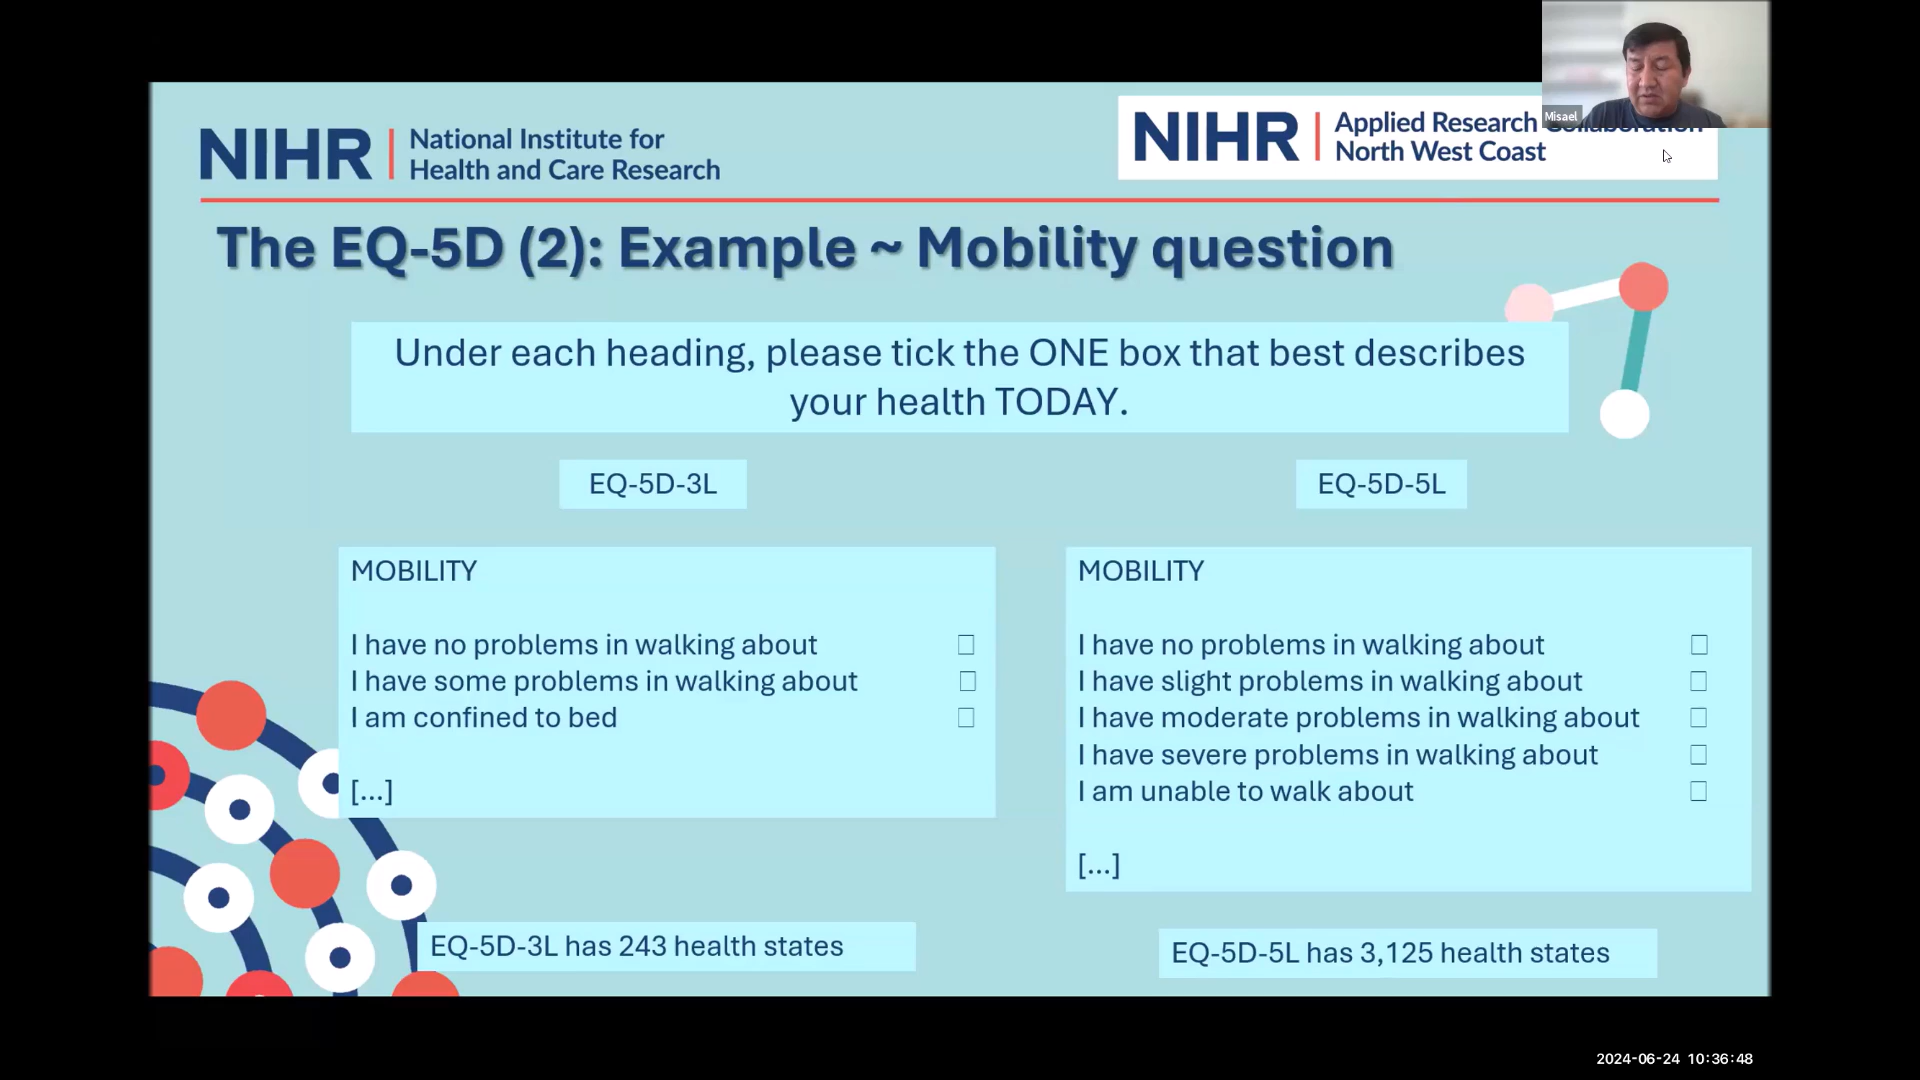 Misael
NIHR | National Institute for
Health and Care Research
NIHR | Applied Research Collaboration
North West Coast
The EQ-5D (2): Example ~ Mobility question
Under each heading, please tick the ONE box that best describes
your health TODAY.
EQ-5D-3L
EQ-5D-5L
MOBILITY
I have no problems in walking about □
I have some problems in walking about □
I am confined to bed □
[...]
MOBILITY
I have no problems in walking about □
I have slight problems in walking about □
I have moderate problems in walking about □
I have severe problems in walking about □
I am unable to walk about □
[...]
EQ-5D-3L has 243 health states
EQ-5D-5L has 3,125 health states
2024-06-24 10:36:48